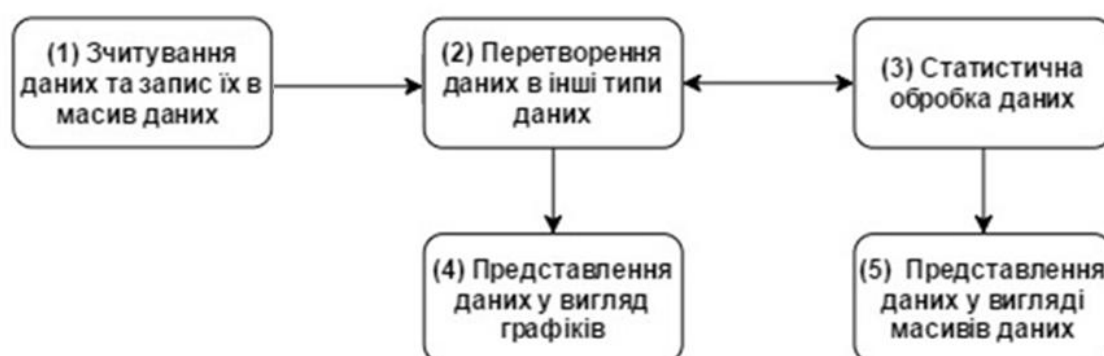 (1) Зчитування
даних та запис їх в
масив даних
(2) Перетворення
даних в інші типи
даних
(3) Статистична
обробка даних
(4) Представлення
даних у вигляд
графіків
(5) Представлення
даних у вигляді
масивів даних